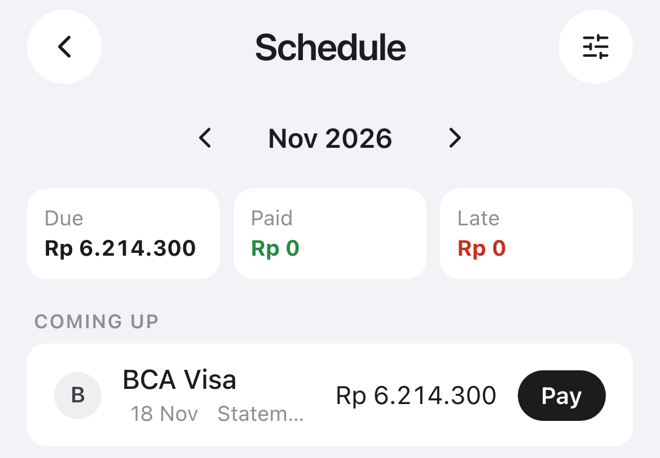 Schedule
Nov 2026
Due
Rp 6.214.300
Paid
Rp 0
Late
Rp 0
COMING UP
B
BCA Visa
18 Nov Statem...
Rp 6.214.300
Pay